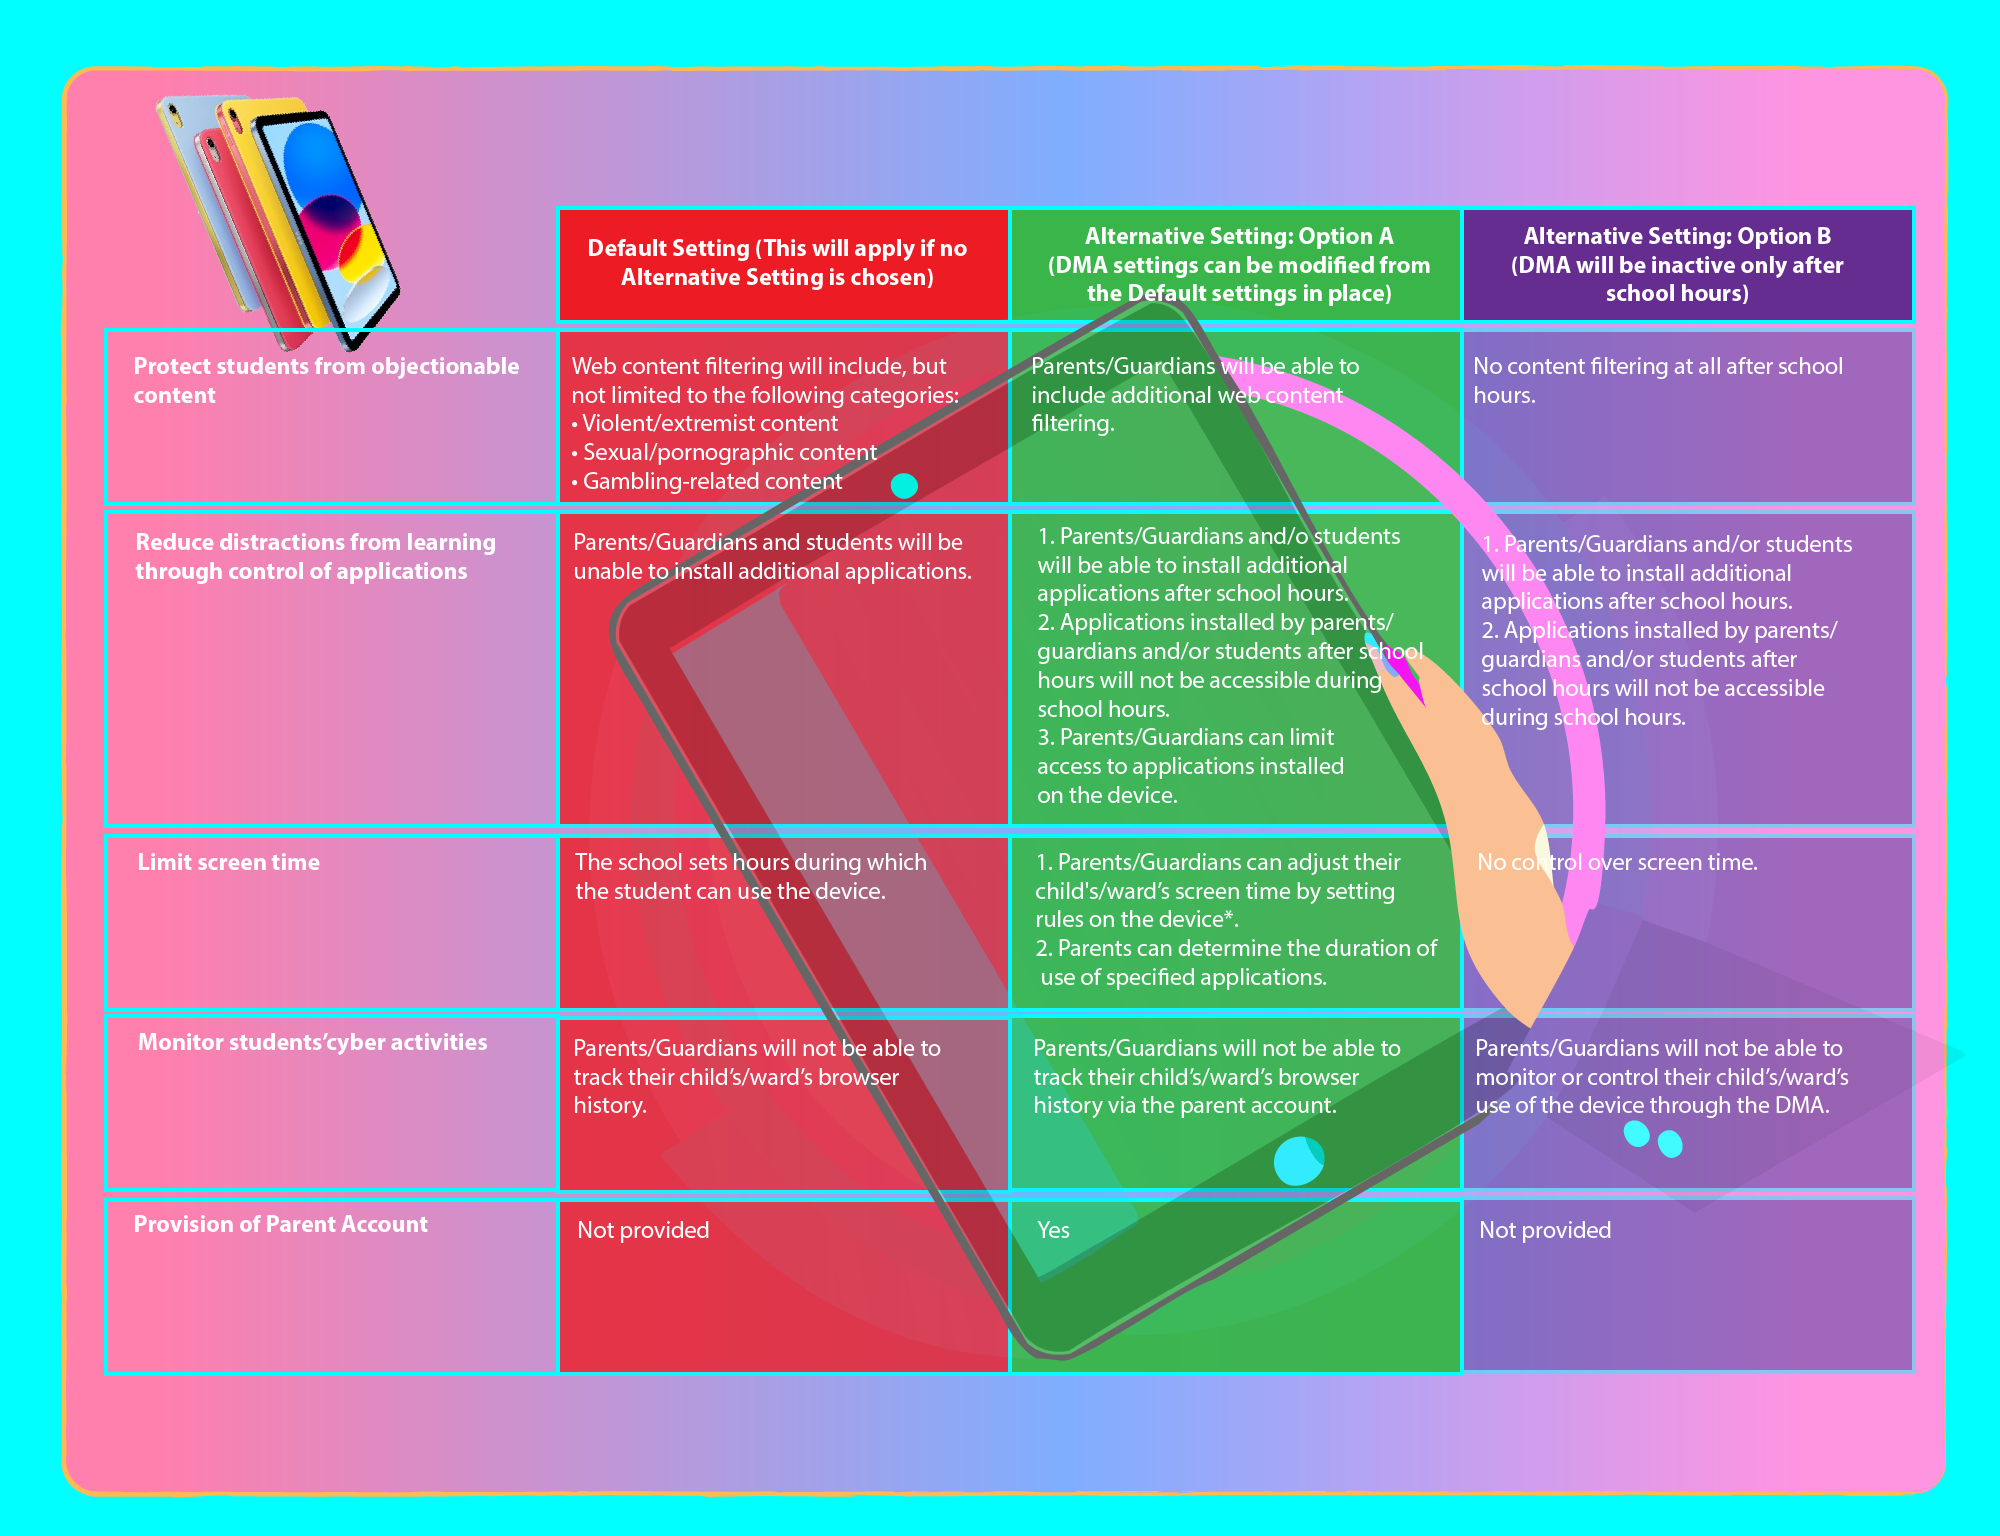 Default Setting (This will apply if no
Alternative Setting is chosen)
Alternative Setting: Option A
(DMA settings can be modified from
the Default settings in place)
Alternative Setting: Option B
(DMA will be inactive only after
school hours)
Protect students from objectionable
content
Web content filtering will include, but
not limited to the following categories:
• Violent/extremist content
• Sexual/pornographic content
• Gambling-related content
Parents/Guardians will be able to
include additional web content
filtering.
No content filtering at all after school
hours.
Reduce distractions from learning
through control of applications
Parents/Guardians and students will be
unable to install additional applications.
1. Parents/Guardians and/o students
will be able to install additional
applications after school hours.
2. Applications installed by parents/
guardians and/or students after school
hours will not be accessible during
school hours.
3. Parents/Guardians can limit
access to applications installed
on the device.
1. Parents/Guardians and/or students
will be able to install additional
applications after school hours.
2. Applications installed by parents/
guardians and/or students after
school hours will not be accessible
during school hours.
Limit screen time
The school sets hours during which
the student can use the device.
1. Parents/Guardians can adjust their
child's/ward’s screen time by setting
rules on the device*.
2. Parents can determine the duration of
use of specified applications.
No control over screen time.
Monitor students’cyber activities
Parents/Guardians will not be able to
track their child’s/ward’s browser
history.
Parents/Guardians will not be able to
track their child’s/ward’s browser
history via the parent account.
Parents/Guardians will not be able to
monitor or control their child’s/ward’s
use of the device through the DMA.
Provision of Parent Account
Not provided
Yes
Not provided